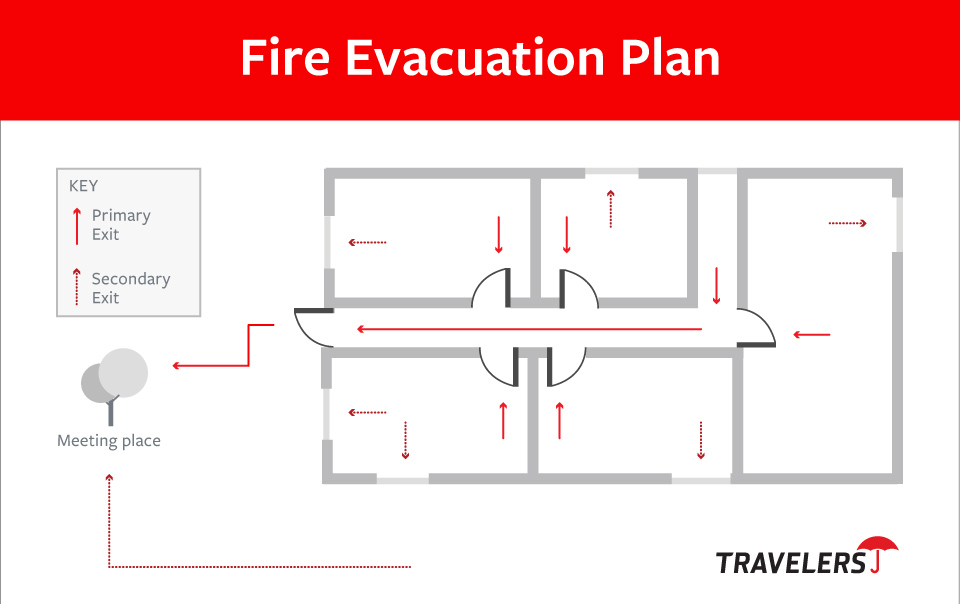 Fire Evacuation Plan
KEY
Primary
Exit
Secondary
Exit
Meeting place
TRAVELERS